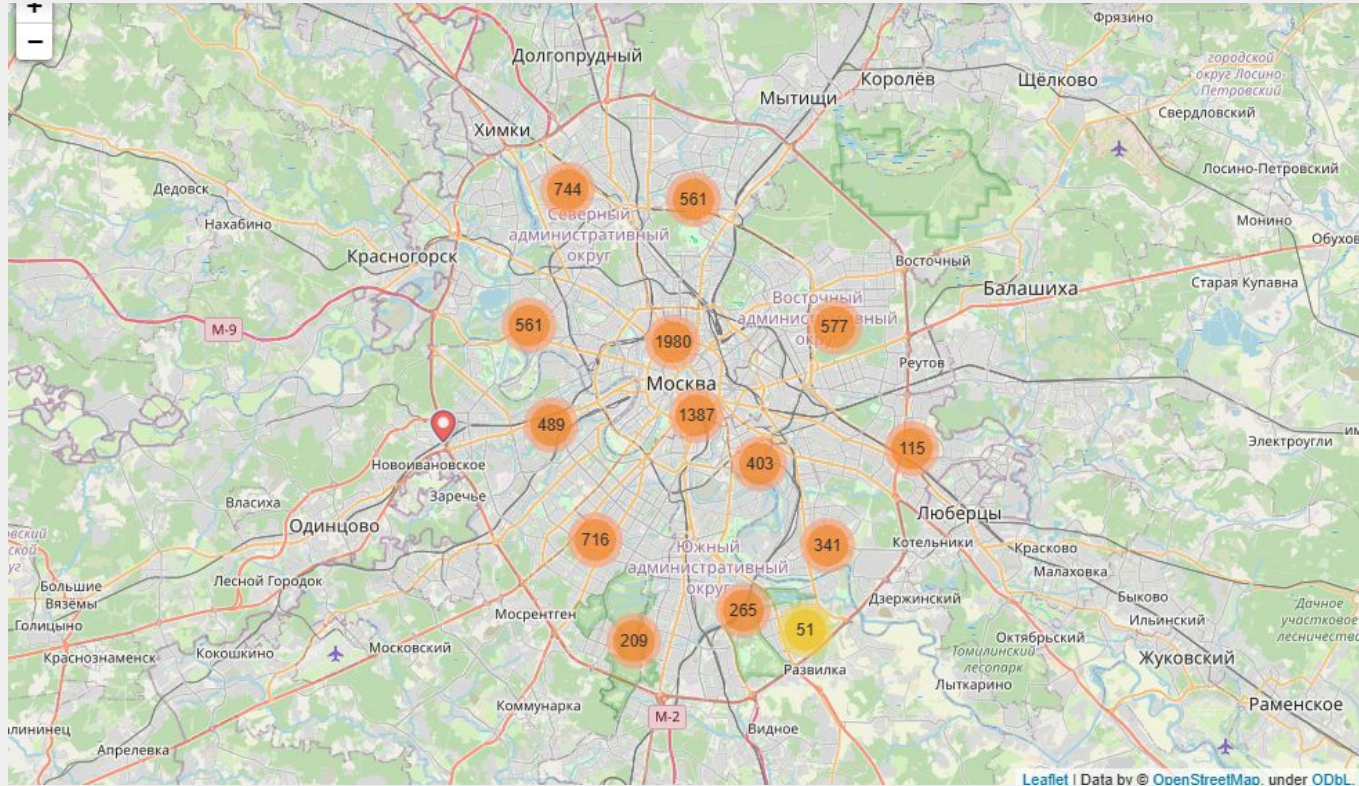 +
−
Фрязино
Долгопрудный
городской
округ Лосино-
Петровский
Королёв
Щёлково
Мытищи
Свердловский
Химки
Лосино-Петровский
Дедовск
744
561
Северный
административный
округ
Нахабино
Монино
Обухов
Красногорск
Восточный
Балашиха
Старая Купавна
Восточный
административный
округ
М-9
561
577
1980
Реутов
Москва
1387
489
115
Электроугли
им
403
Новоивановское
Заречье
Власиха
Одинцово
Люберцы
716
341
Котельники
Красково
Южный
административный
округ
Малаховка
Лесной Городок
Большие
Вязёмы
Голицыно
Мосрентген
265
51
209
Дзержинский
Быково
Ильинский
"Дачное
участковое
лесничество
Октябрьский
Томилинский
лесопарк
Московский
Кокошкино
Краснознаменск
Развилка
Жуковский
Лыткарино
Коммунарка
М-2
Раменское
Видное
алининец
Апрелевка
Leaflet | Data by © OpenStreetMap, under ODbL.